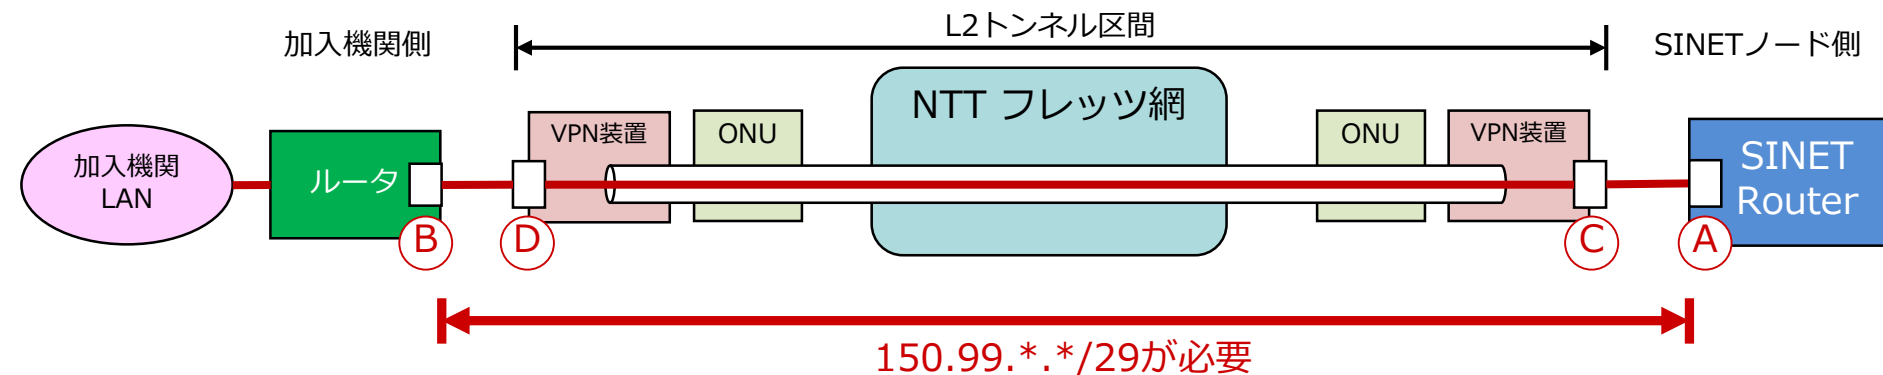 L2トンネル区間
加入機関側
SINETノード側
NTT フレッツ網
VPN装置
ONU
ONU
VPN装置
加入機関
LAN
ルータ
SINET
Router
B
D
C
A
150.99.*.*/29が必要